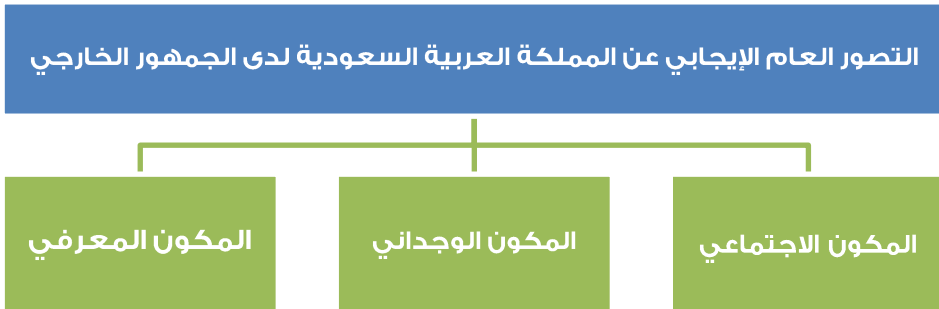 التصور العام الإيجابي عن المملكة العربية السعودية لدى الجمهور الخارجي
المكون الاجتماعي
المكون الوجداني
المكون المعرفي